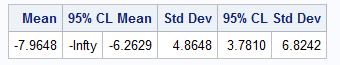 Mean 95% CL Mean Std Dev 95% CL Std Dev
-7.9648 -Infty -6.2629 4.8648 3.7810 6.8242